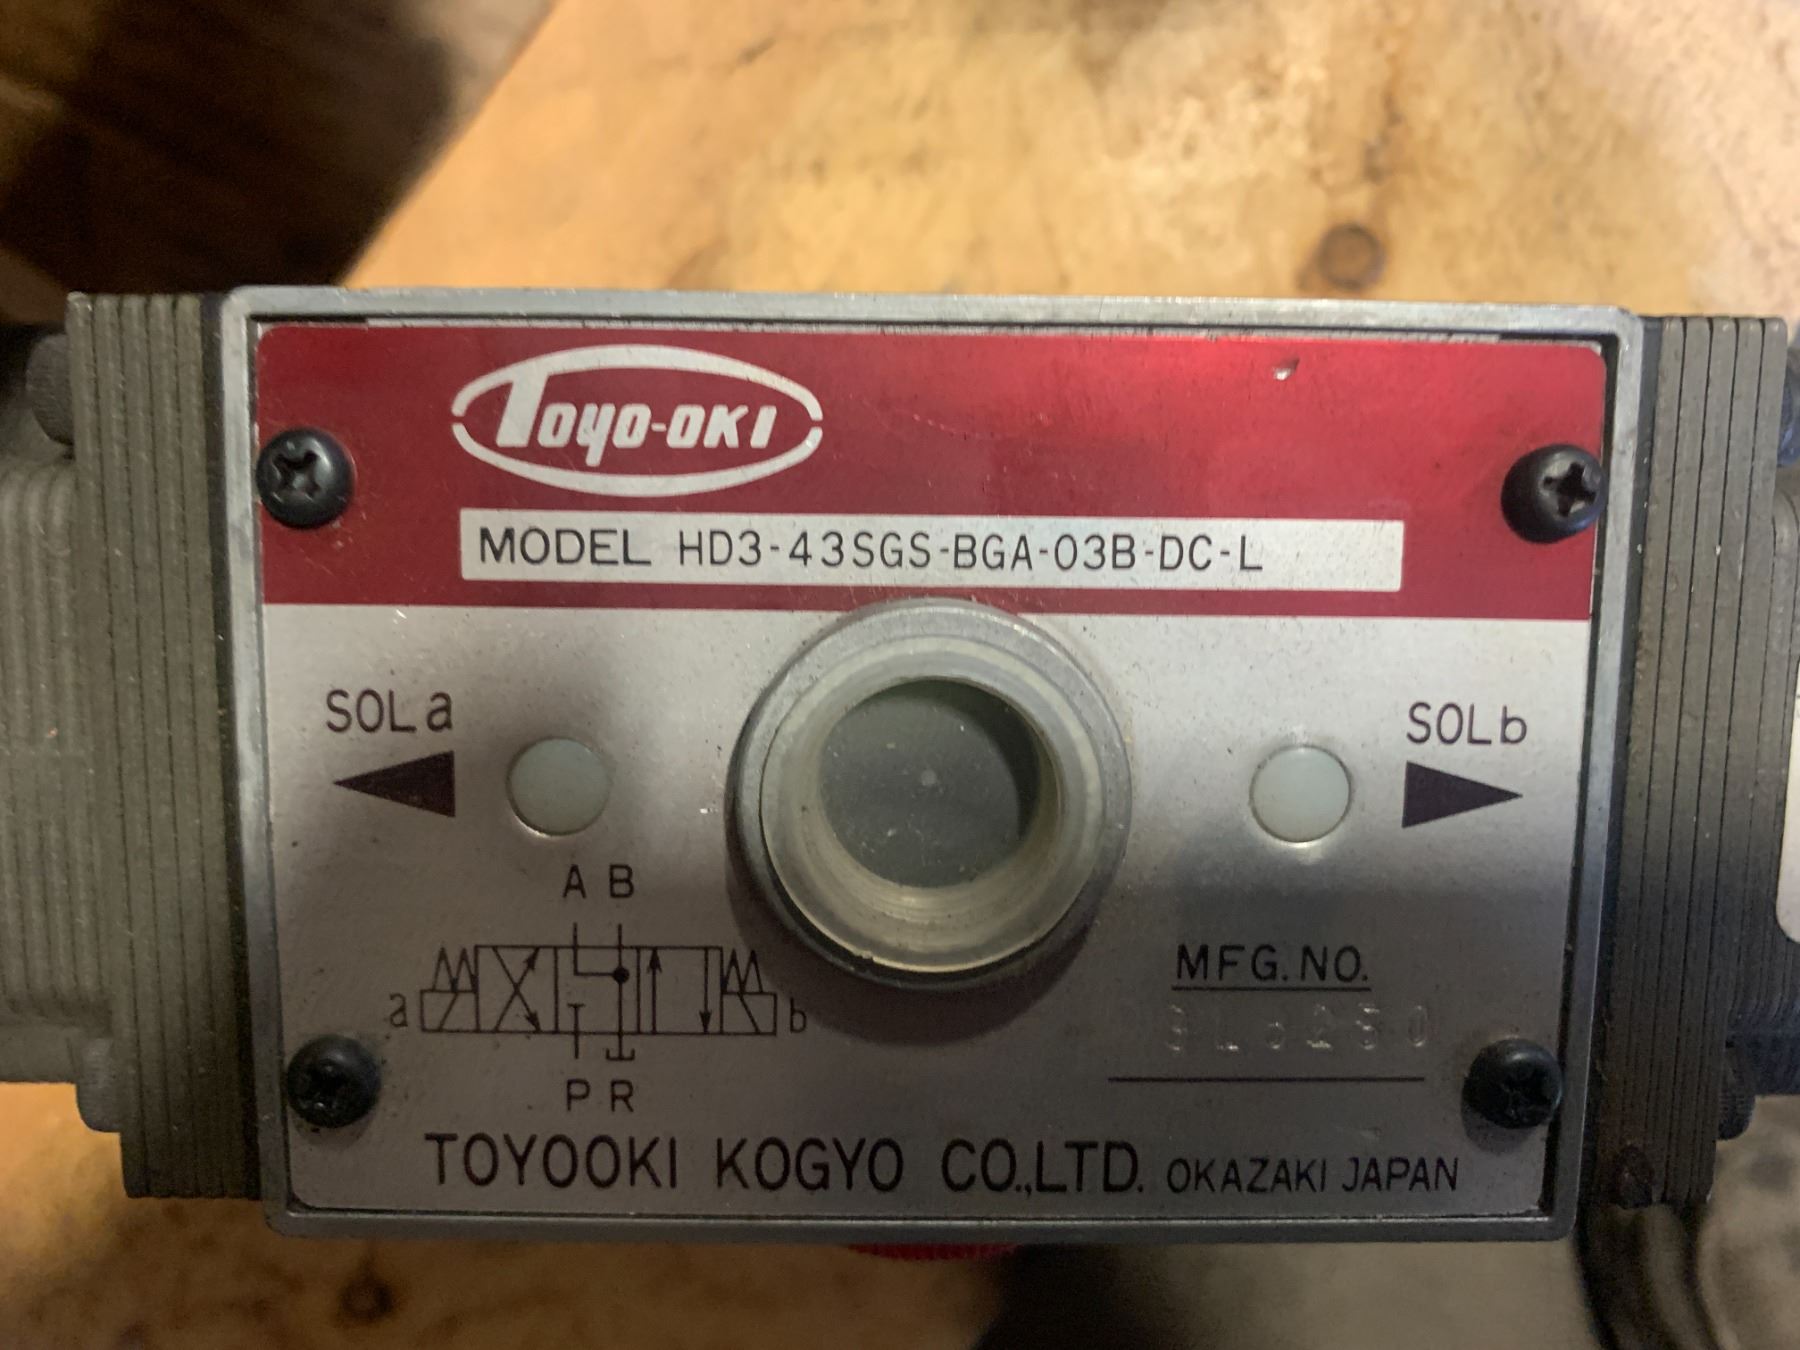 TOYO-OKI
MODEL HD3-43SGS-BGA-03B-DC-L
SOL a
SOL b
A B
a
b
P R
MFG.NO.
TOYOOKI KOGYO CO.,LTD. OKAZAKI JAPAN